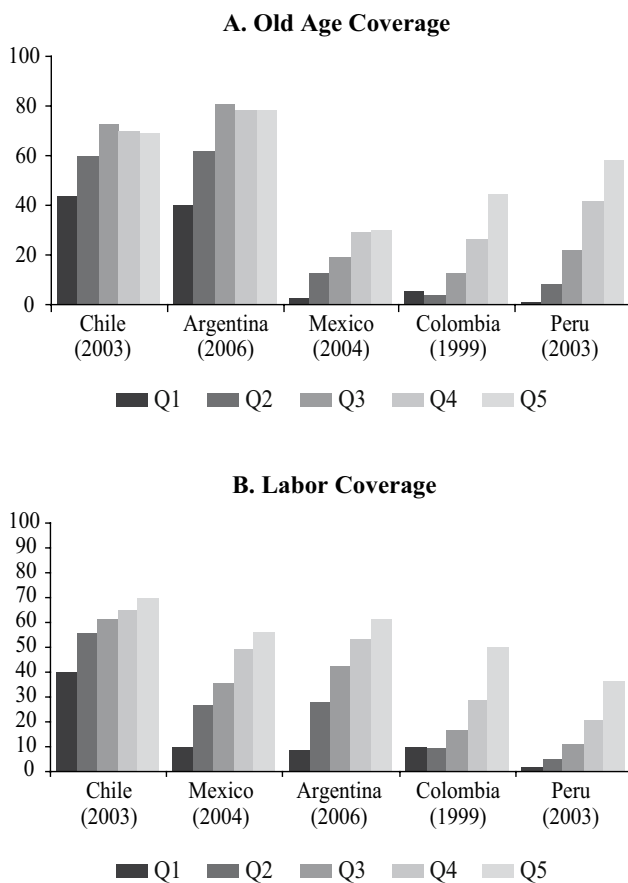 A. Old Age Coverage
100
80
60
40
20
0
Chile Argentina Mexico Colombia Peru
(2003) (2006) (2004) (1999) (2003)
Q1 Q2 Q3 Q4 Q5
B. Labor Coverage
100
90
80
70
60
50
40
30
20
10
0
Chile Mexico Argentina Colombia Peru
(2003) (2004) (2006) (1999) (2003)
Q1 Q2 Q3 Q4 Q5